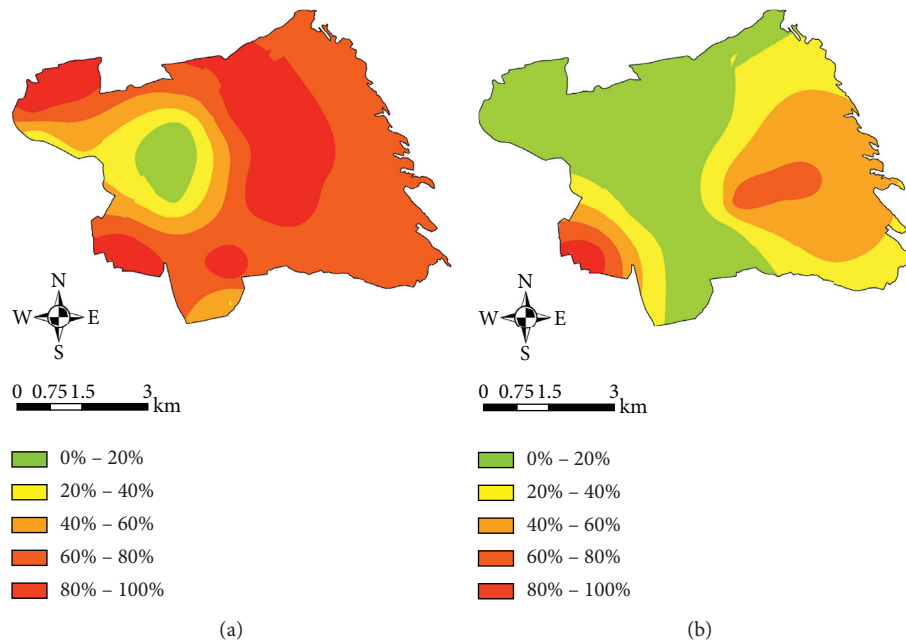 N
W E
S
0 0.75 1.5 3
km
0% – 20%
20% – 40%
40% – 60%
60% – 80%
80% – 100%
(a)
N
W E
S
0 0.75 1.5 3
km
0% – 20%
20% – 40%
40% – 60%
60% – 80%
80% – 100%
(b)